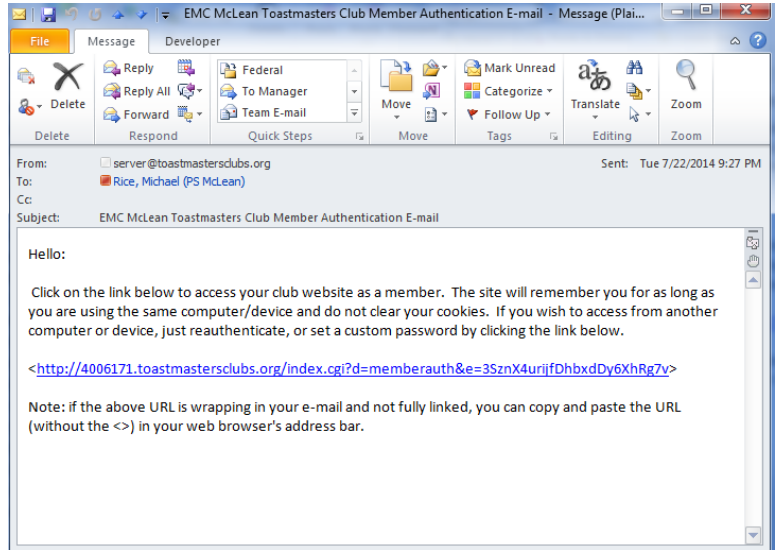 EMC McLean Toastmasters Club Member Authentication E-mail - Message (Plai...
File Message Developer
Delete
Reply
Reply All
Forward
Federal
To Manager
Team E-mail
Move
Mark Unread
Categorize
Follow Up
Translate
Zoom
Delete Respond Quick Steps Move Tags Editing Zoom
From: server@toastmastersclubs.org Sent: Tue 7/22/2014 9:27 PM
To: Rice, Michael (PS McLean)
Cc:
Subject: EMC McLean Toastmasters Club Member Authentication E-mail
Hello:
Click on the link below to access your club website as a member. The site will remember you for as long as
you are using the same computer/device and do not clear your cookies. If you wish to access from another
computer or device, just reauthenticate, or set a custom password by clicking the link below.
<http://4006171.toastmastersclubs.org/index.cgi?d=memberauth&e=3SznX4urijfDhbxdDy6XhRg7v>
Note: if the above URL is wrapping in your e-mail and not fully linked, you can copy and paste the URL
(without the <>) in your web browser's address bar.